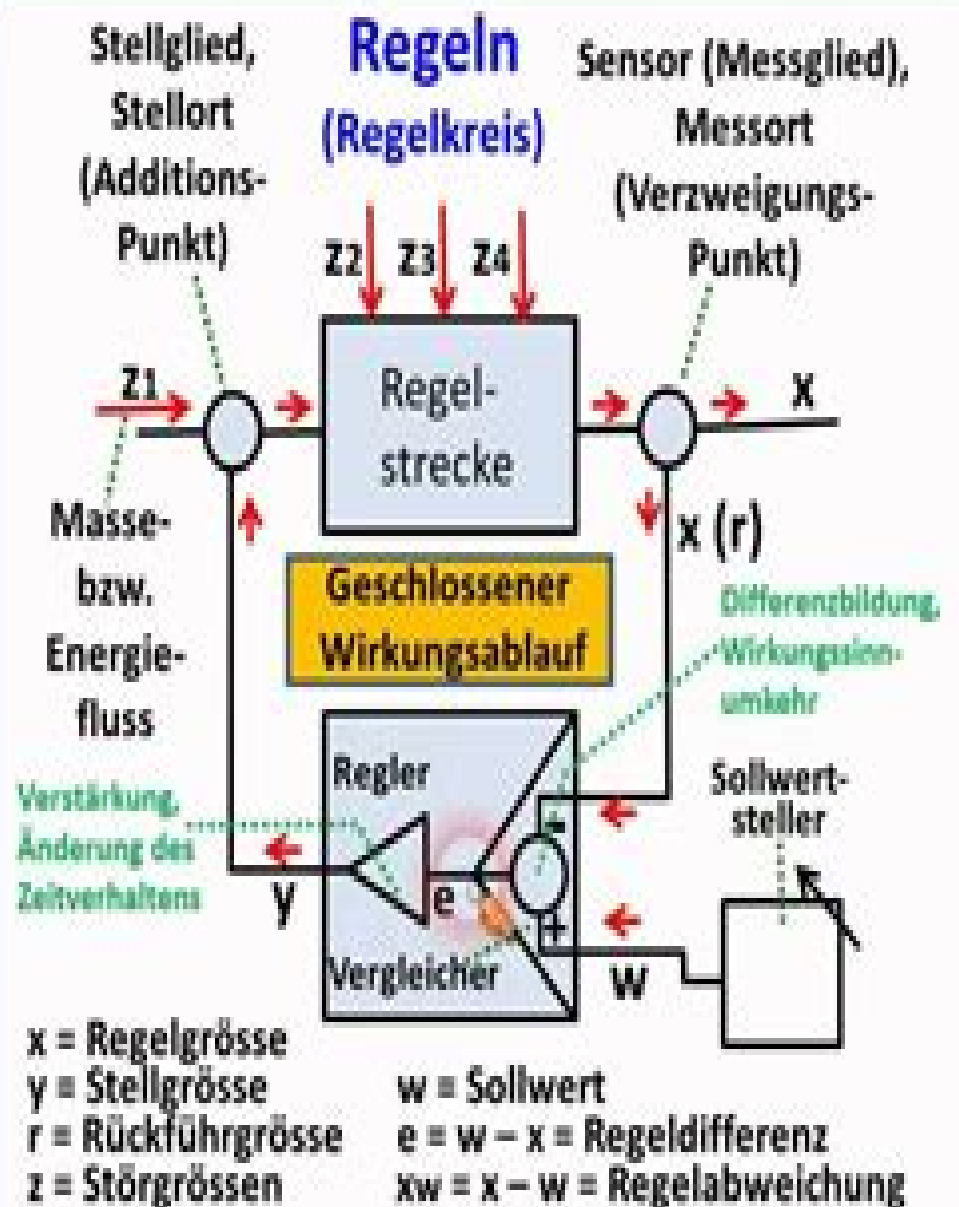 Stellglied,
Stellort
(Additions-
Punkt)
Regeln
(Regelkreis)
Sensor (Messglied),
Messort
(Verzweigungs-
Punkt)
z2 z3 z4
z1
Regel-
strecke
x
Masse-
bzw.
Energie-
fluss
x (r)
Geschlossener
Wirkungsablauf
Differenzbildung,
Wirkungssinn-
umkehr
Regler
Sollwert-
steller
Verstärkung,
Änderung des
Zeitverhaltens
-
y
e
+
Vergleicher
w
x = Regelgrösse
y = Stellgrösse
r = Rückführgrösse
z = Störgrössen
w = Sollwert
e = w – x = Regeldifferenz
xw = x – w = Regelabweichung